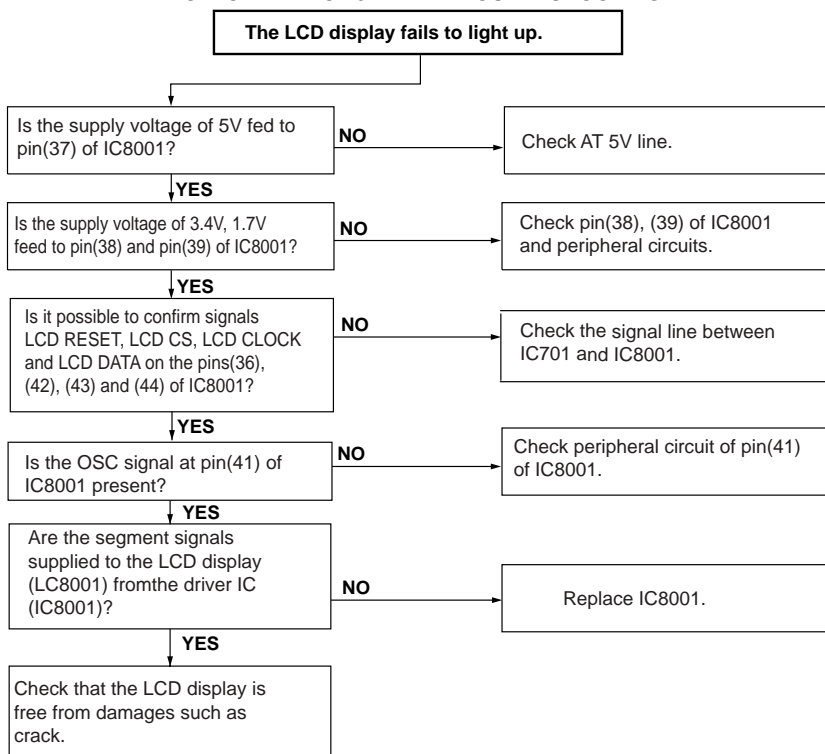 The LCD display fails to light up.
Is the supply voltage of 5V fed to
pin(37) of IC8001?
NO
Check AT 5V line.
YES
Is the supply voltage of 3.4V, 1.7V
feed to pin(38) and pin(39) of IC8001?
NO
Check pin(38), (39) of IC8001
and peripheral circuits.
YES
Is it possible to confirm signals
LCD RESET, LCD CS, LCD CLOCK
and LCD DATA on the pins(36),
(42), (43) and (44) of IC8001?
NO
Check the signal line between
IC701 and IC8001.
YES
Is the OSC signal at pin(41) of
IC8001 present?
NO
Check peripheral circuit of pin(41)
of IC8001.
YES
Are the segment signals
supplied to the LCD display
(LC8001) fromthe driver IC
(IC8001)?
NO
Replace IC8001.
YES
Check that the LCD display is
free from damages such as
crack.